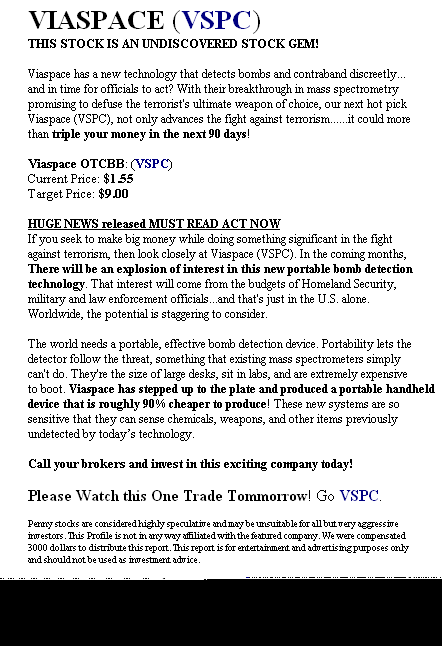 VIASPACE (VSPC)
THIS STOCK IS AN UNDISCOVERED STOCK GEM!
Viaspace has a new technology that detects bombs and contraband discreetly...
and in time for officials to act? With their breakthrough in mass spectrometry
promising to defuse the terrorist's ultimate weapon of choice, our next hot pick
Viaspace (VSPC), not only advances the fight against terrorism......it could more
than triple your money in the next 90 days!
Viaspace OTCBB: (VSPC)
Current Price: $1.55
Target Price: $9.00
HUGE NEWS released MUST READ ACT NOW
If you seek to make big money while doing something significant in the fight
against terrorism, then look closely at Viaspace (VSPC). In the coming months,
There will be an explosion of interest in this new portable bomb detection
technology. That interest will come from the budgets of Homeland Security,
military and law enforcement officials...and that's just in the U.S. alone.
Worldwide, the potential is staggering to consider.
The world needs a portable, effective bomb detection device. Portability lets the
detector follow the threat, something that existing mass spectrometers simply
can't do. They're the size of large desks, sit in labs, and are extremely expensive
to boot. Viaspace has stepped up to the plate and produced a portable handheld
device that is roughly 90% cheaper to produce! These new systems are so
sensitive that they can sense chemicals, weapons, and other items previously
undetected by today's technology.
Call your brokers and invest in this exciting company today!
Please Watch this One Trade Tommorrow! Go VSPC.
Penny stocks are considered highly speculative and may be unsuitable for all but very aggressive
investors. This Profile is not in any way affiliated with the featured company. We were compensated
3000 dollars to distribute this report. This report is for entertainment and advertising purposes only
and should not be used as investment advice.